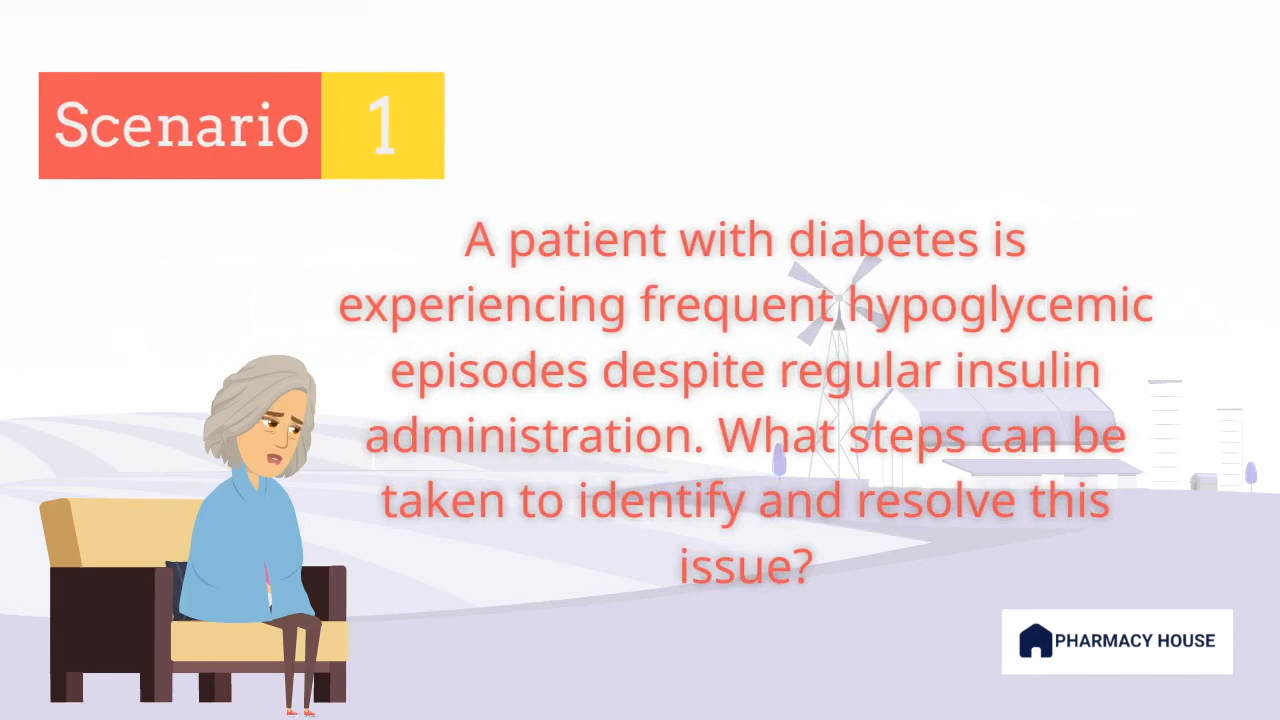 Scenario 1
A patient with diabetes is
experiencing frequent hypoglycemic
episodes despite regular insulin
administration. What steps can be
taken to identify and resolve this
issue?
PHARMACY HOUSE